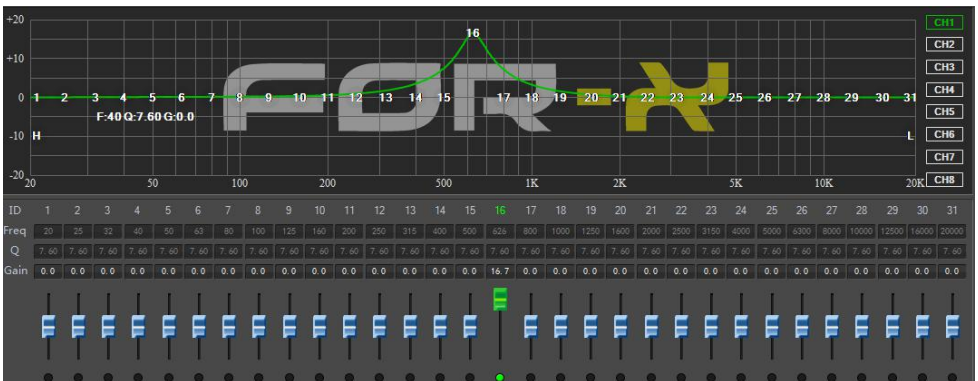 +20
16
CH1
CH2
+10
CH3
FOR-X
CH4
0 1 2 3 4 5 6 7 8 9 10 11 12 13 14 15 17 18 19 20 21 22 23 24 25 26 27 28 29 30 31
F:40 Q:7.60 G:0.0
CH5
-10 H L CH6
CH7
-20
20 50 100 200 500 1K 2K 5K 10K 20K CH8
ID 1 2 3 4 5 6 7 8 9 10 11 12 13 14 15 16 17 18 19 20 21 22 23 24 25 26 27 28 29 30 31
Freq 20 25 32 40 50 63 80 100 125 160 200 250 315 400 500 626 800 1000 1250 1600 2000 2500 3150 4000 5000 6300 8000 10000 12500 16000 20000
Q 7.60 7.60 7.60 7.60 7.60 7.60 7.60 7.60 7.60 7.60 7.60 7.60 7.60 7.60 7.60 7.60 7.60 7.60 7.60 7.60 7.60 7.60 7.60 7.60 7.60 7.60 7.60 7.60 7.60 7.60 7.60
Gain 0.0 0.0 0.0 0.0 0.0 0.0 0.0 0.0 0.0 0.0 0.0 0.0 0.0 0.0 0.0 16.7 0.0 0.0 0.0 0.0 0.0 0.0 0.0 0.0 0.0 0.0 0.0 0.0 0.0 0.0 0.0